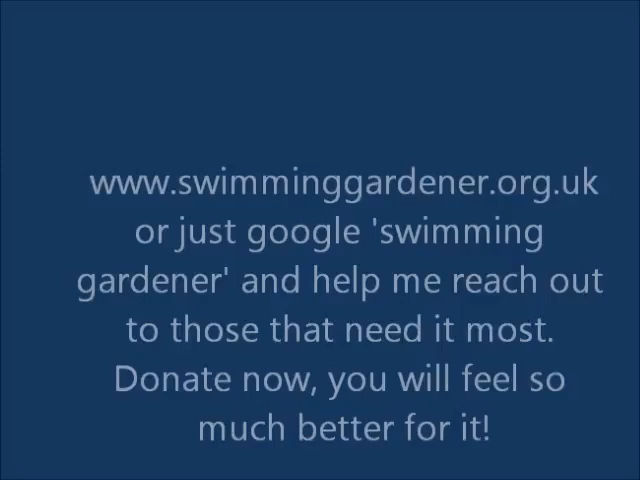 www.swimminggardener.org.uk
or just google 'swimming
gardener' and help me reach out
to those that need it most.
Donate now, you will feel so
much better for it!